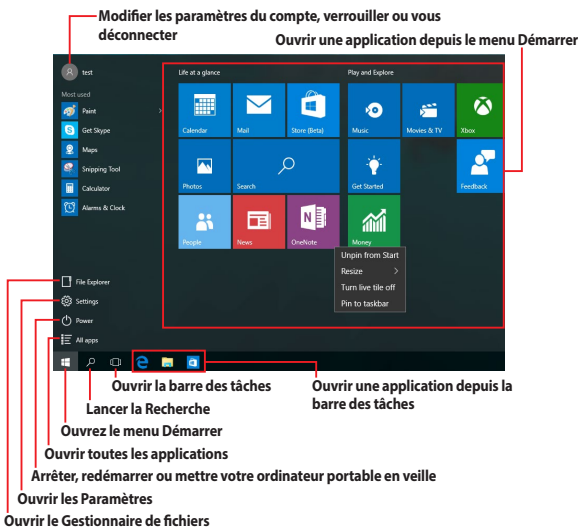 Modifier les paramètres du compte, verrouiller ou vous
déconnecter
Ouvrir une application depuis le menu Démarrer
test
Life at a glance
Play and Explore
Most used
Paint
Get Skype
Maps
Snipping Tool
Calculator
Alarms & Clock
Calendar
Mail
Store (Beta)
Music
Movies & TV
Xbox
Photos
Search
Get Started
Feedback
People
News
OneNote
Money
Unpin from Start
Resize
Turn live tile off
Pin to taskbar
File Explorer
Settings
Power
All apps
Ouvrir la barre des tâches
Ouvrir une application depuis la
barre des tâches
Lancer la Recherche
Ouvrez le menu Démarrer
Ouvrir toutes les applications
Arrêter, redémarrer ou mettre votre ordinateur portable en veille
Ouvrir les Paramètres
Ouvrir le Gestionnaire de fichiers